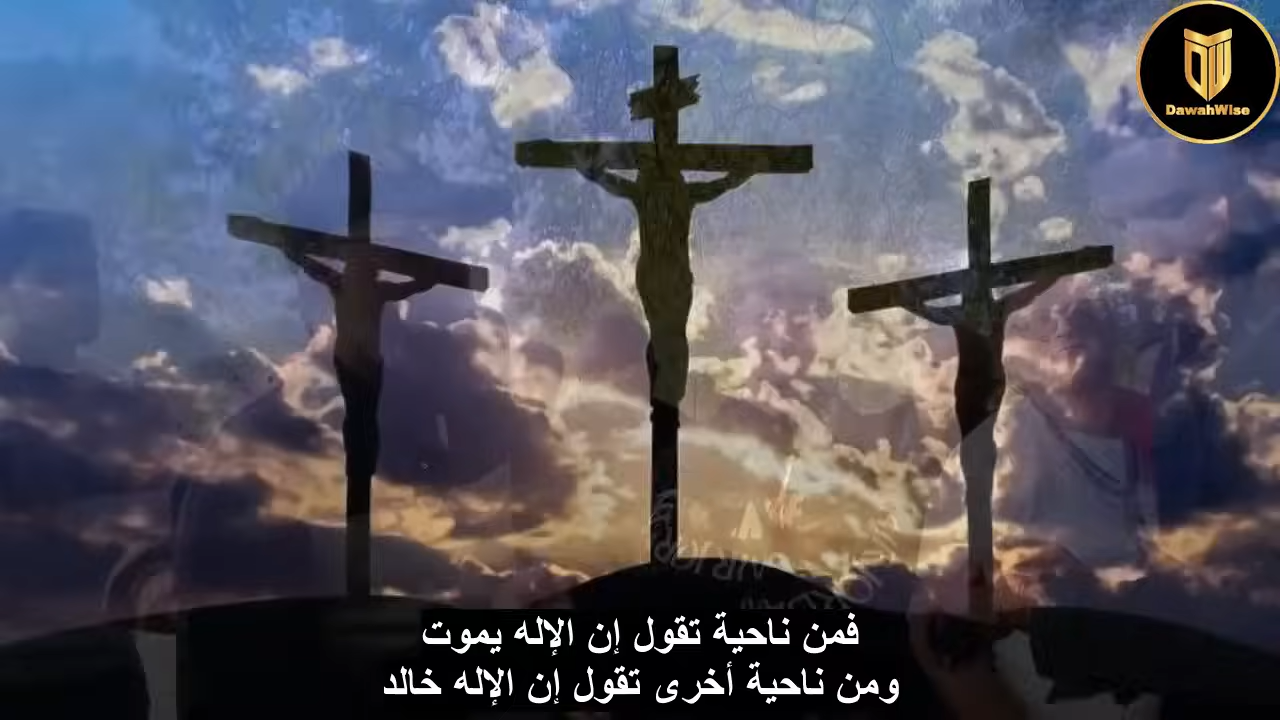 DawahWise
فمن ناحية تقول إن الإله يموت
ومن ناحية أخرى تقول إن الإله خالد